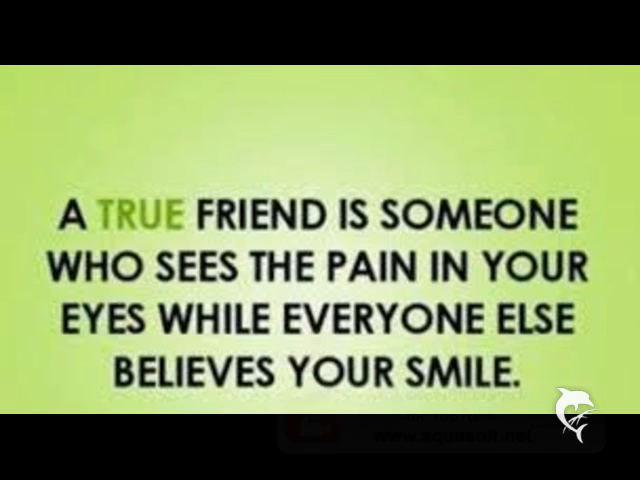 A TRUE FRIEND IS SOMEONE
WHO SEES THE PAIN IN YOUR
EYES WHILE EVERYONE ELSE
BELIEVES YOUR SMILE.
www.aquasoft.net